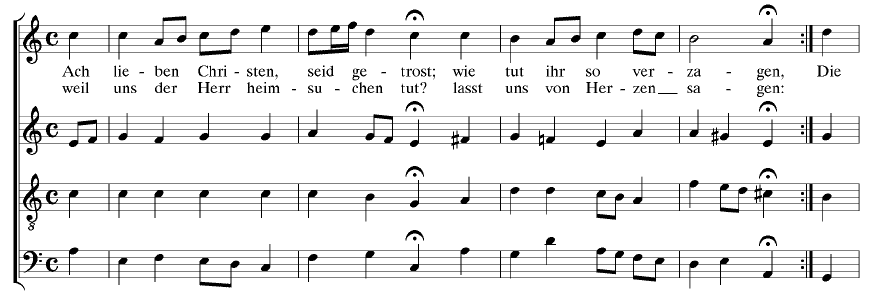 Ach lie - ben Chri - sten, seid ge - trost; wie tut ihr so ver - za - gen, Die
weil uns der Herr heim - su - chen tut? lasst uns von Her - zen__ sa - gen: